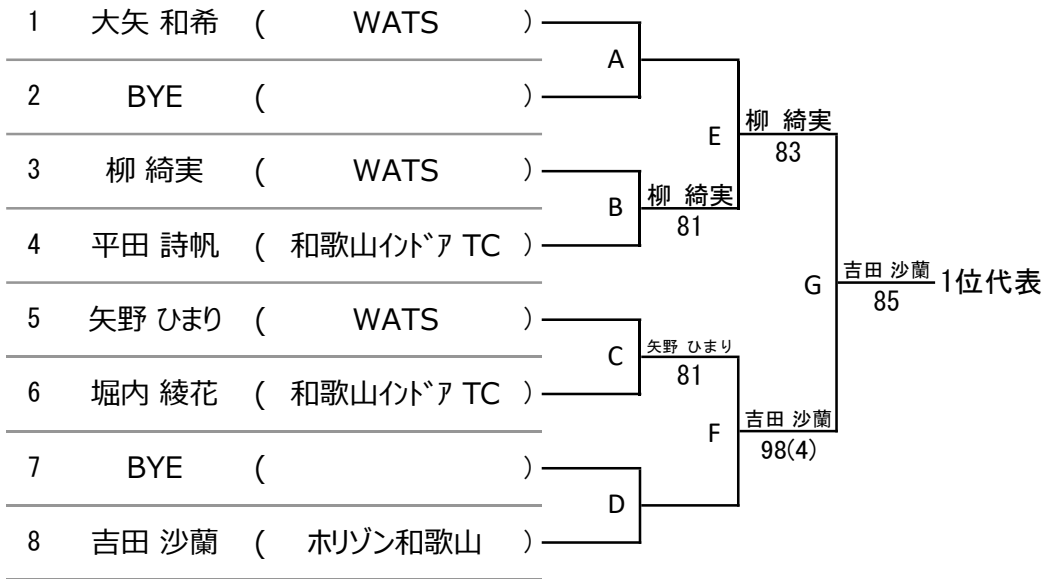 1 大矢 和希 ( WATS )
A
2 BYE ( )
柳 綺実
E
83
3 柳 綺実 ( WATS )
B 柳 綺実
81
4 平田 詩帆 ( 和歌山インドア TC )
G 吉田 沙蘭 1位代表
85
5 矢野 ひまり ( WATS )
C 矢野 ひまり
81
6 堀内 綾花 ( 和歌山インドア TC )
F 吉田 沙蘭
98(4)
7 BYE ( )
D
8 吉田 沙蘭 ( ホリゾン和歌山 )